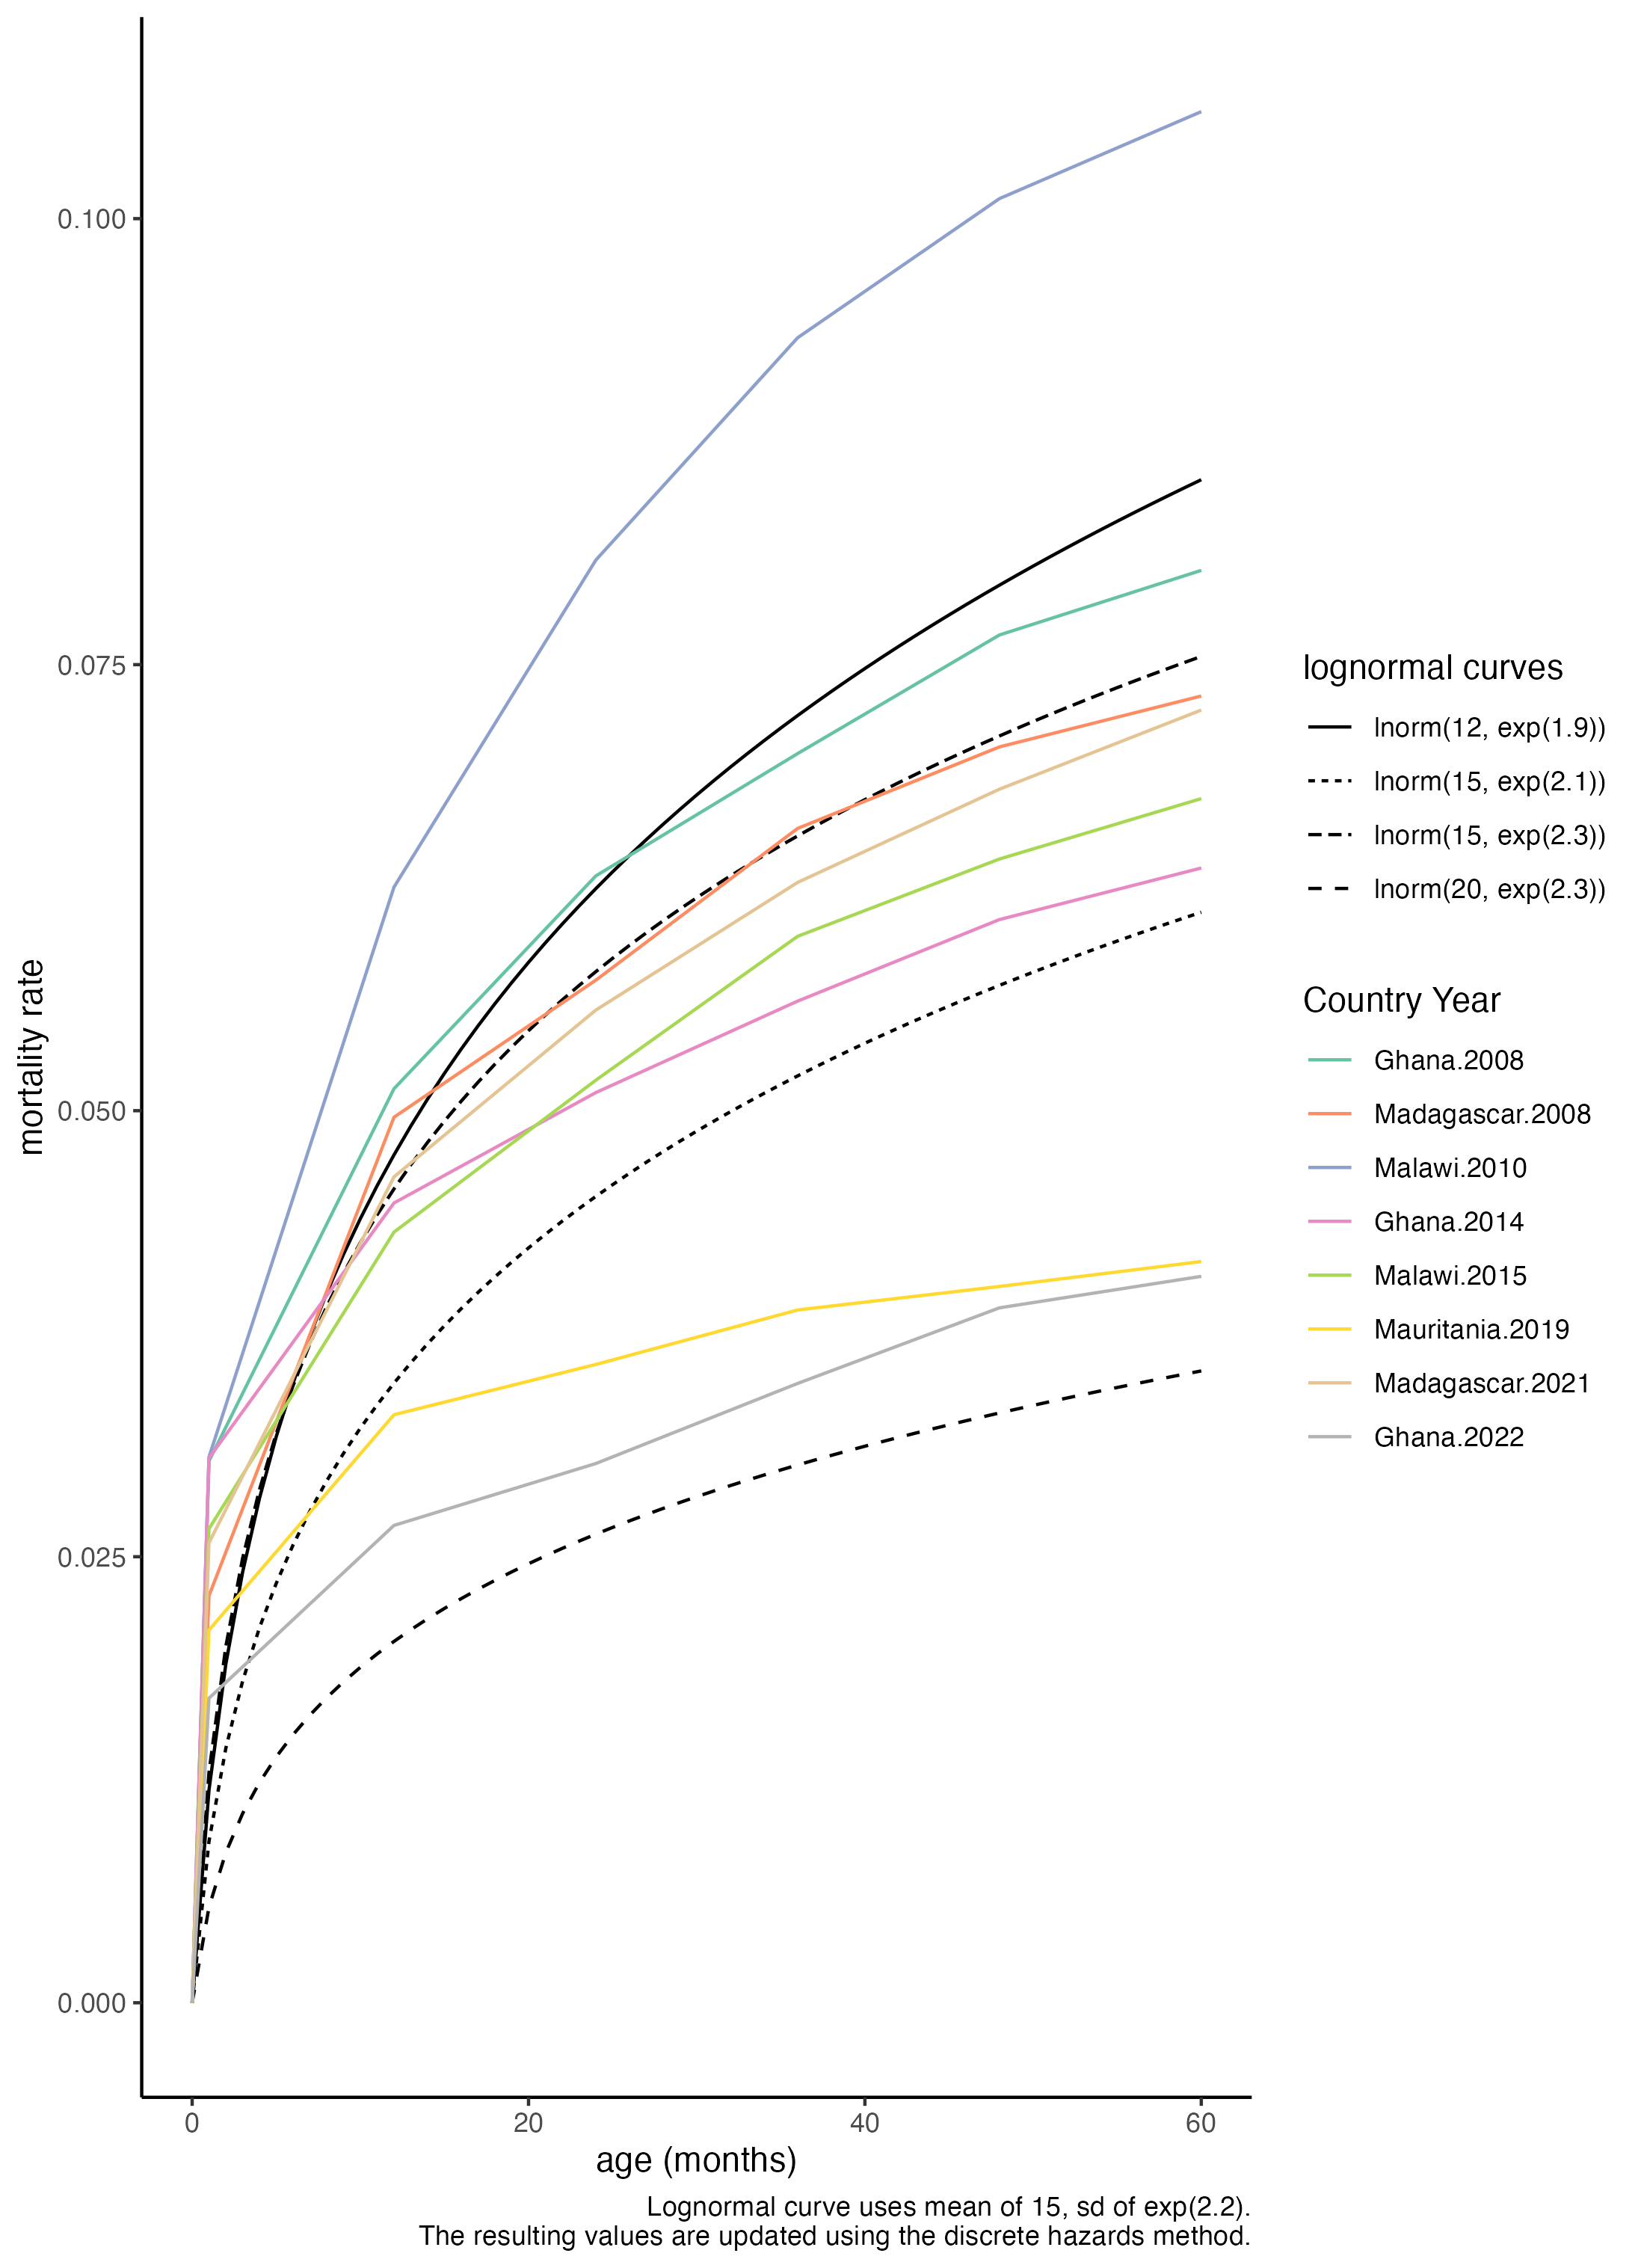 0.100
0.075
0.050
0.025
0.000
mortality rate
0
20
40
60
age (months)
Lognormal curve uses mean of 15, sd of exp(2.2).
The resulting values are updated using the discrete hazards method.
lognormal curves
lnorm(12, exp(1.9))
lnorm(15, exp(2.1))
lnorm(15, exp(2.3))
lnorm(20, exp(2.3))
Country Year
Ghana.2008
Madagascar.2008
Malawi.2010
Ghana.2014
Malawi.2015
Mauritania.2019
Madagascar.2021
Ghana.2022